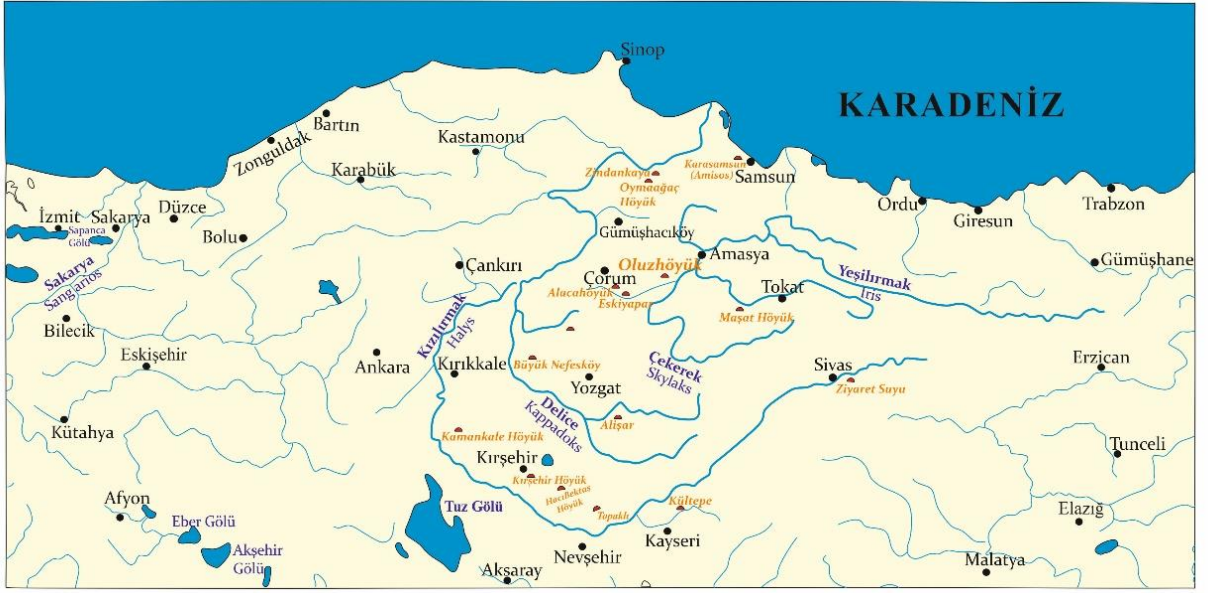 Sinop
KARADENİZ
Bartın
Zonguldak
Kastamonu
Karabük
Zindankaya
Oymaağaç
Höyük
Karasamsun
(Amisos)
Samsun
Ordu
Giresun
Trabzon
İzmit
Sakarya
Düzce
Sapanca
Gölü
Bolu
Gümüşhacıköy
Amasya
Gümüşhane
Çankırı
Çorum
Oluzhöyük
Sakarya
Sangarios
Alacahöyük
Eskiyapar
Tokat
Yeşilırmak
İris
Maşat Höyük
Bilecik
Kızılırmak
Halys
Eskişehir
Ankara
Kırıkkale
Büyük Nefesköy
Yozgat
Çekerek
Skylaks
Sivas
Ziyaret Suyu
Erzican
Kütahya
Delice
Kappadoks
Alişar
Kamankale Höyük
Kırşehir
Tunceli
Kırşehir Höyük
Hacıbektaş
Höyük
Topaklı
Kültepe
Afyon
Eber Gölü
Akşehir
Gölü
Tuz Gölü
Nevşehir
Kayseri
Elazığ
Malatya
Aksaray